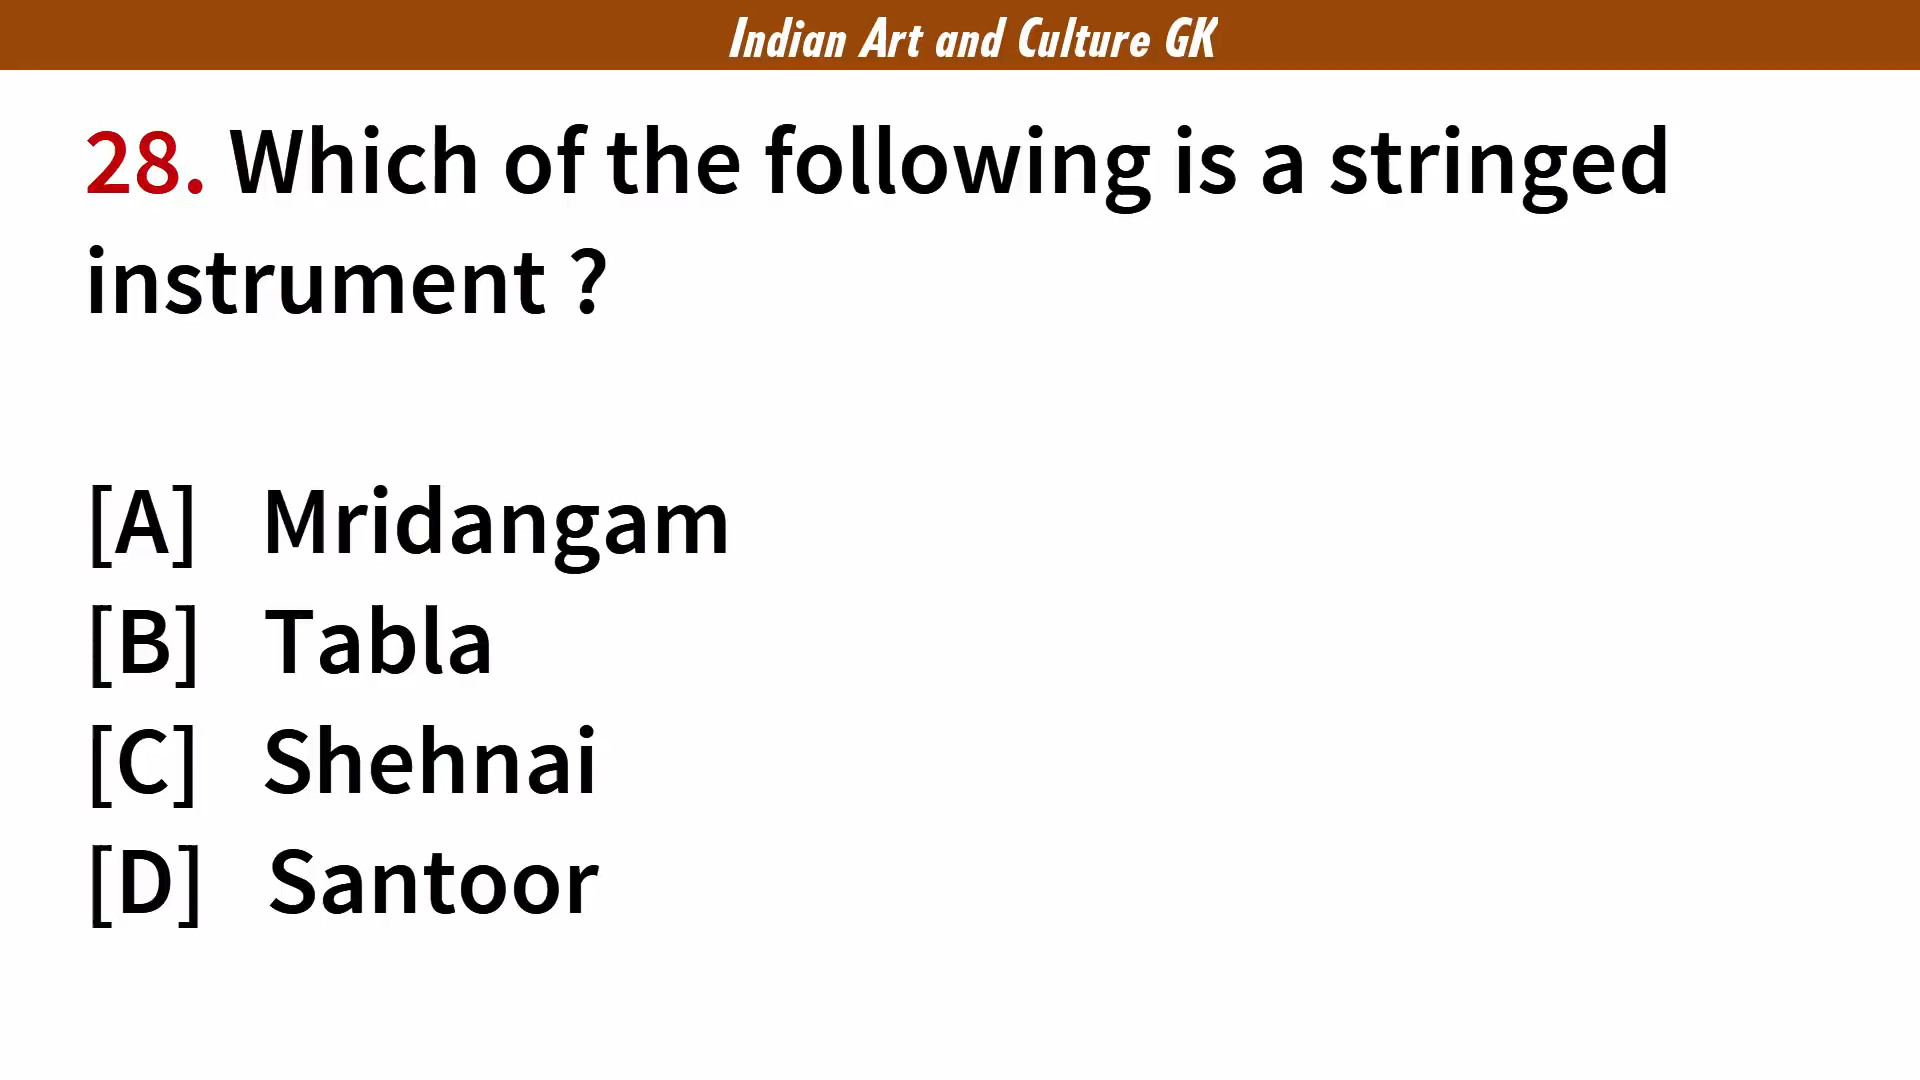 Indian Art and Culture GK
28. Which of the following is a stringed
instrument ?
[A] Mridangam
[B] Tabla
[C] Shehnai
[D] Santoor